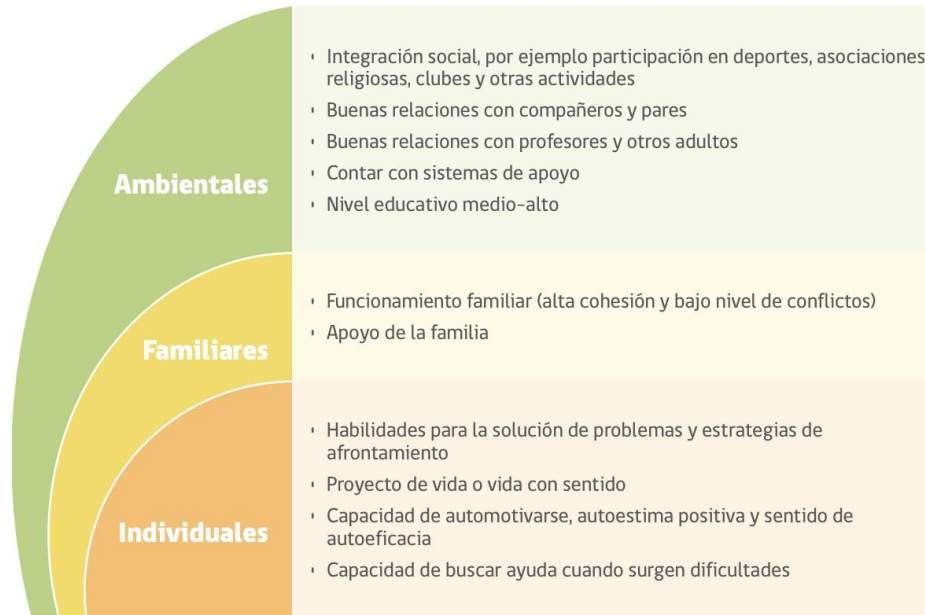 Ambientales
· Integración social, por ejemplo participación en deportes, asociaciones
religiosas, clubes y otras actividades
· Buenas relaciones con compañeros y pares
· Buenas relaciones con profesores y otros adultos
· Contar con sistemas de apoyo
· Nivel educativo medio-alto
Familiares
· Funcionamiento familiar (alta cohesión y bajo nivel de conflictos)
· Apoyo de la familia
Individuales
· Habilidades para la solución de problemas y estrategias de
afrontamiento
· Proyecto de vida o vida con sentido
· Capacidad de automotivarse, autoestima positiva y sentido de
autoeficacia
· Capacidad de buscar ayuda cuando surgen dificultades